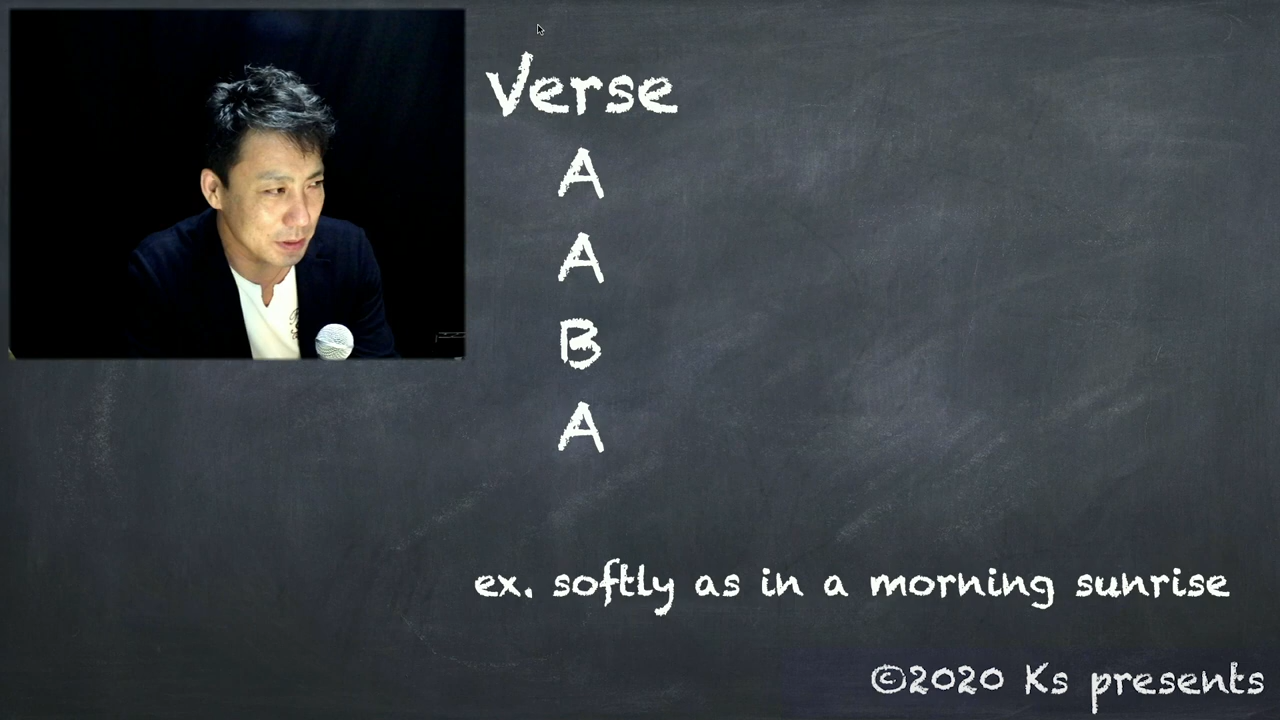 Verse
A
A
B
A
ex. softly as in a morning sunrise
©2020 Ks presents